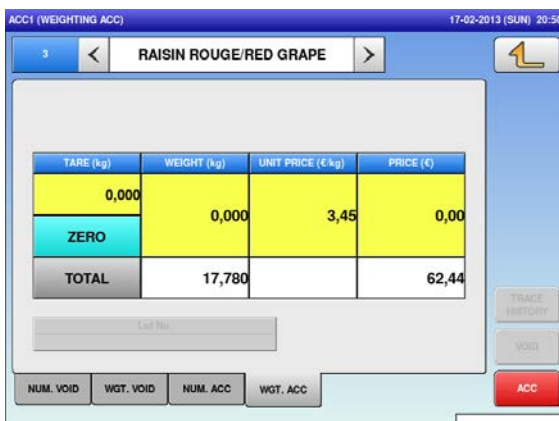 ACC1 (WEIGHTING ACC) 17-02-2013 (SUN) 20:50
3 < RAISIN ROUGE/RED GRAPE >
TARE (kg) WEIGHT (kg) UNIT PRICE (€/kg) PRICE (€)
0,000 0,000 3,45 0,00
ZERO
TOTAL 17,780 62,44
TRACE HISTORY
Lot No.
VOID
NUM. VOID WGT. VOID NUM. ACC WGT. ACC ACC